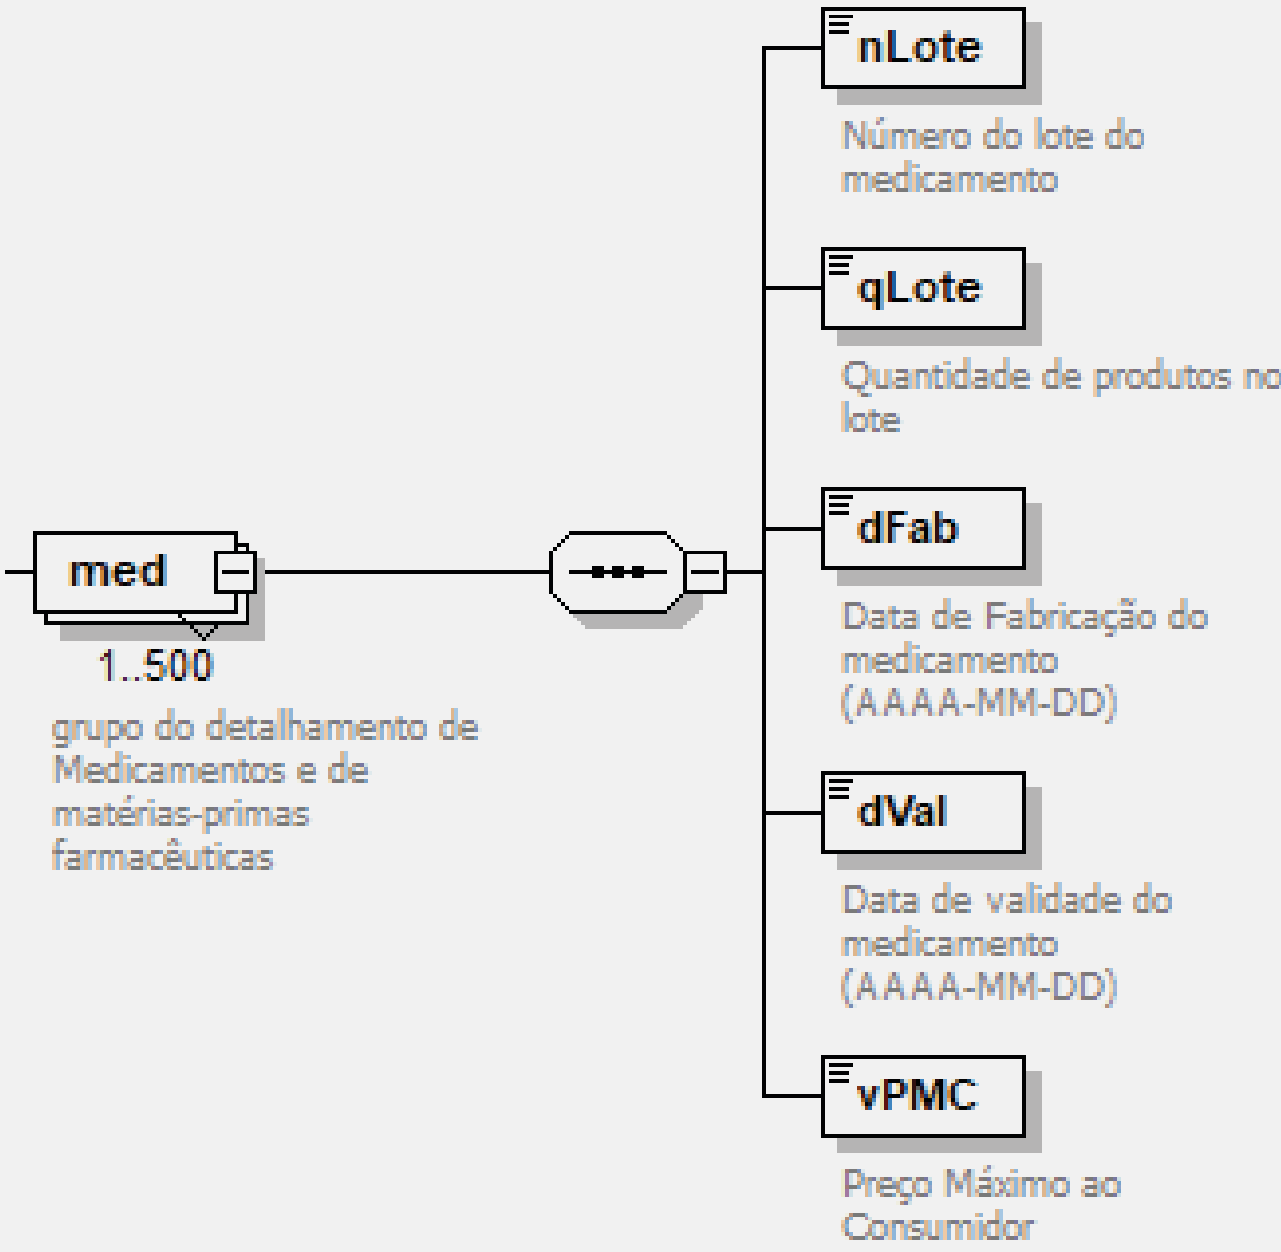 nLote
Número do lote do
medicamento
qLote
Quantidade de produtos no
lote
dFab
Data de Fabricação do
medicamento
(AAAA-MM-DD)
med
1..500
grupo do detalhamento de
Medicamentos e de
matérias-primas
farmacêuticas
dVal
Data de validade do
medicamento
(AAAA-MM-DD)
vPMC
Preço Máximo ao
Consumidor